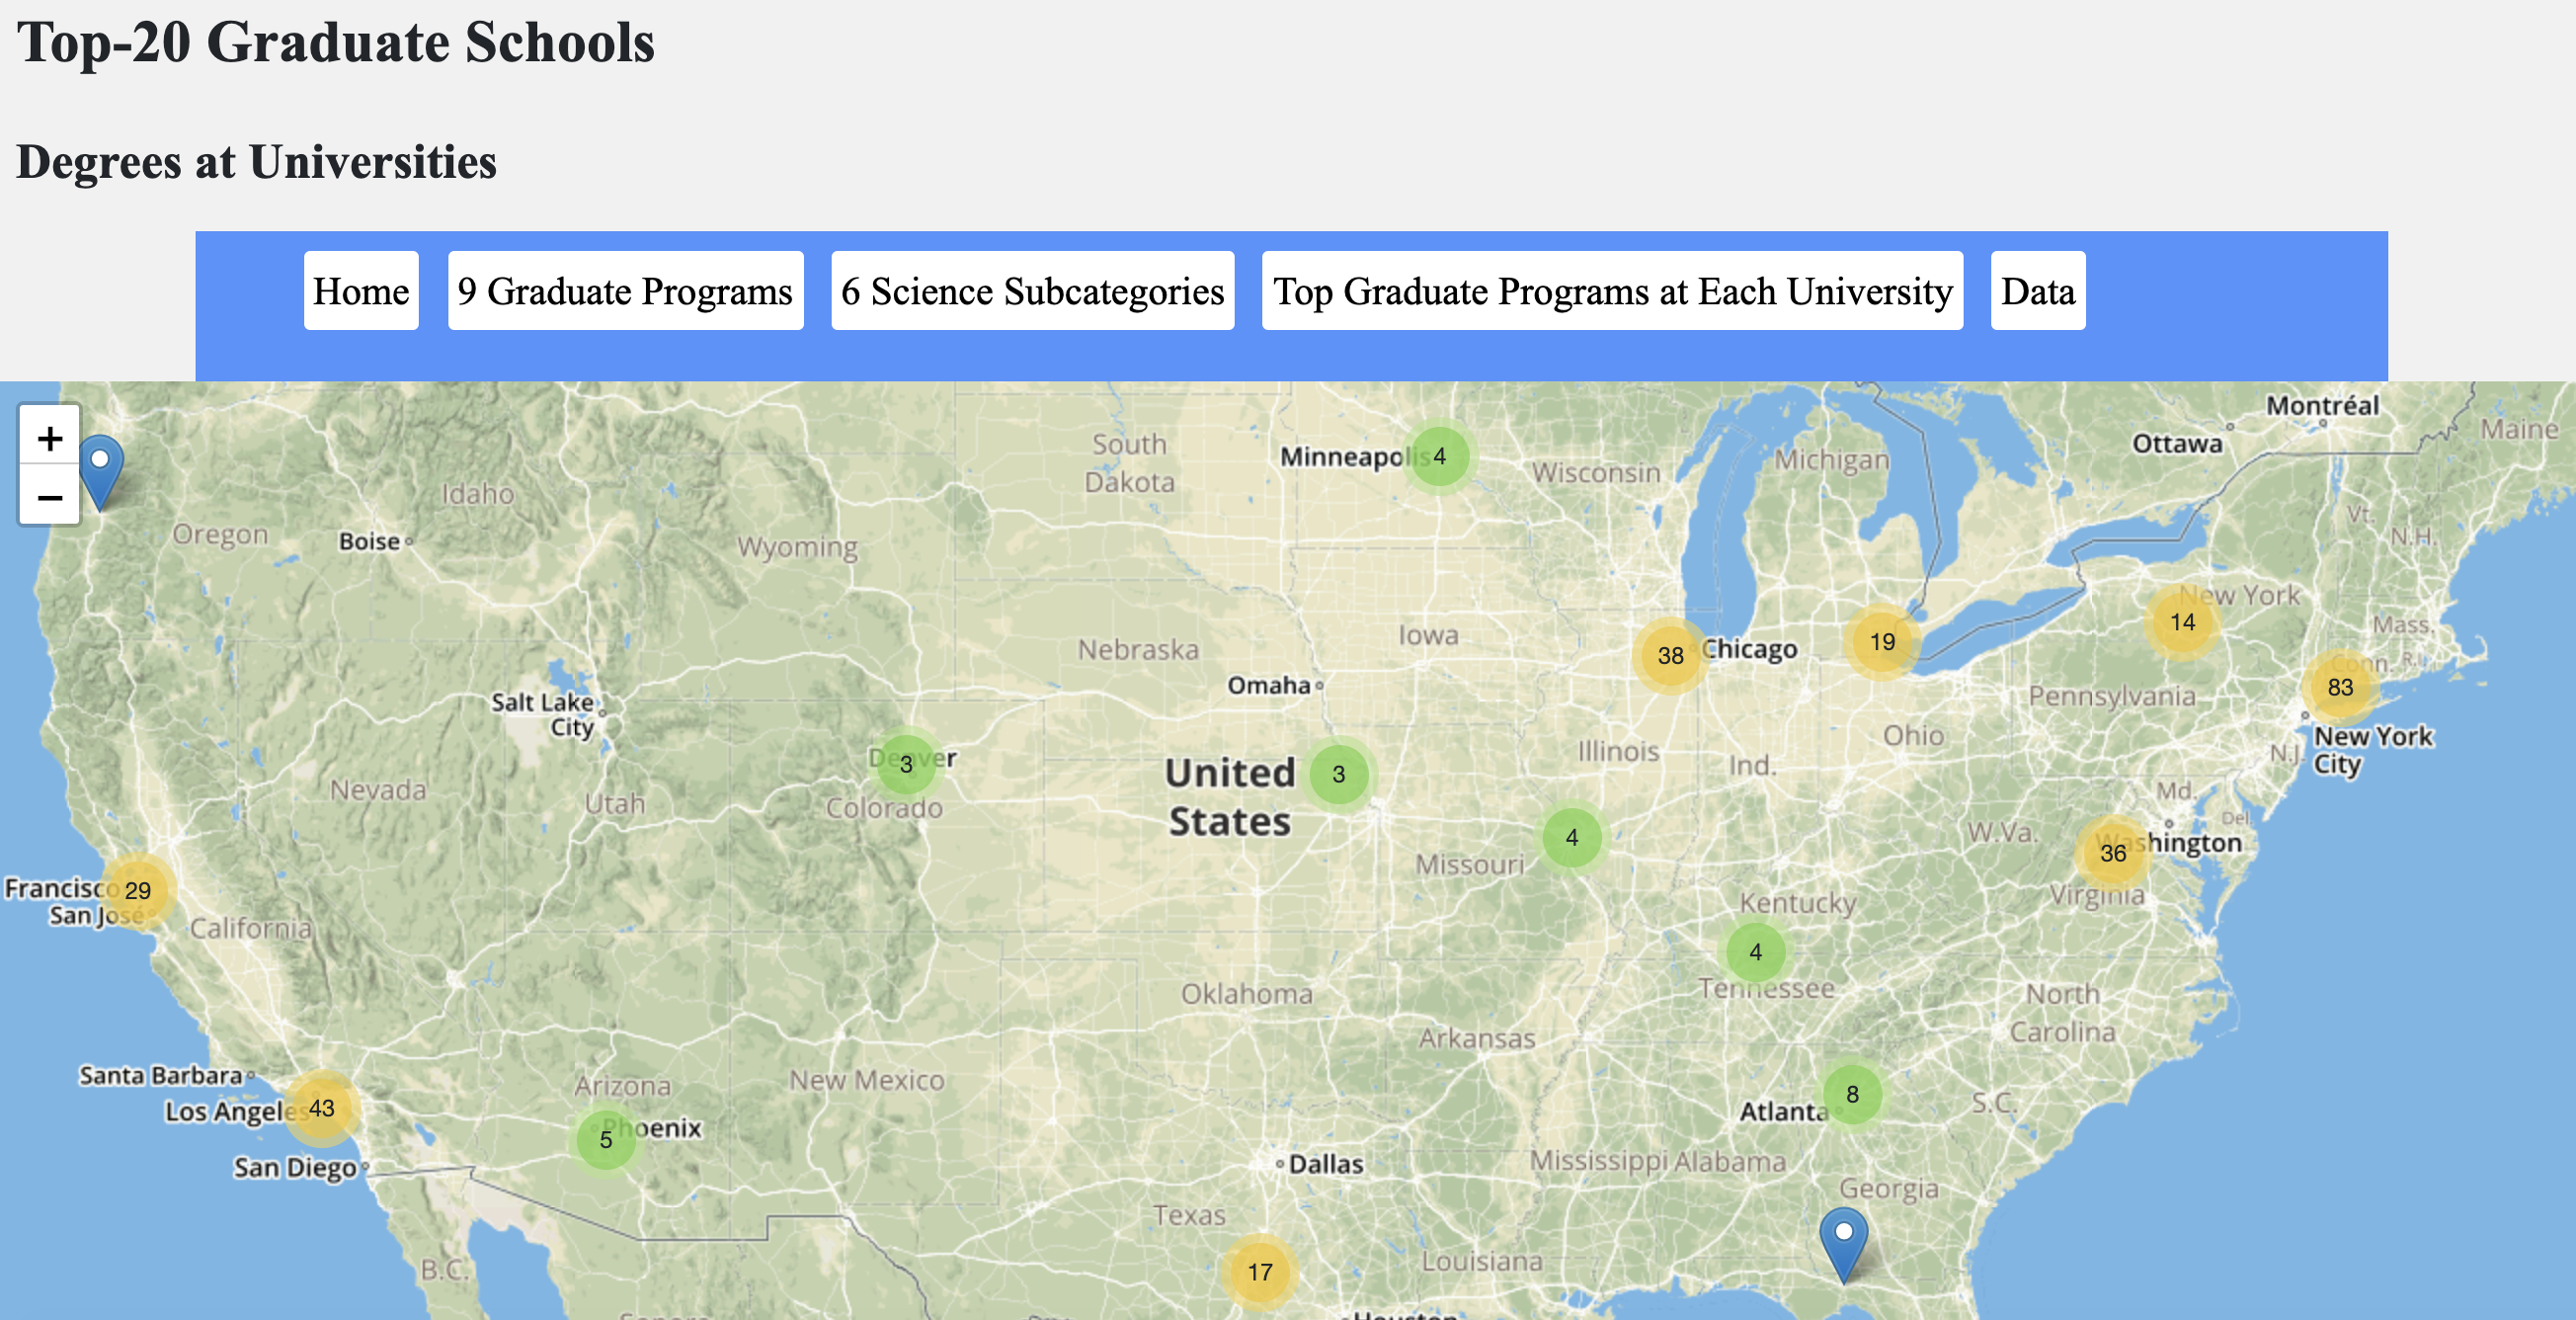 Top-20 Graduate Schools
Degrees at Universities
Home 9 Graduate Programs 6 Science Subcategories Top Graduate Programs at Each University Data
+
−
Montréal
Ottawa
Maine
South
Dakota
Minneapolis
4
Wisconsin
Michigan
Idaho
Oregon
Boise
Wyoming
Vt.
N.H.
New York
14
Mass.
Conn.
R.I.
83
Nebraska
Iowa
38
Chicago
19
Omaha
Pennsylvania
Salt Lake
City
New York
City
N.J.
Denver
3
Colorado
United
States
3
Illinois
Ind.
Ohio
Nevada
Utah
Md.
Del.
4
Missouri
W.Va.
Washington
36
Virginia
Francisco
29
San José
California
Kentucky
4
Tennessee
Oklahoma
North
Carolina
Arkansas
Santa Barbara
Los Angeles
43
Arizona
New Mexico
5
Phoenix
San Diego
8
Atlanta
S.C.
Dallas
Mississippi
Alabama
Georgia
Texas
17
Louisiana
B.C.
Houston